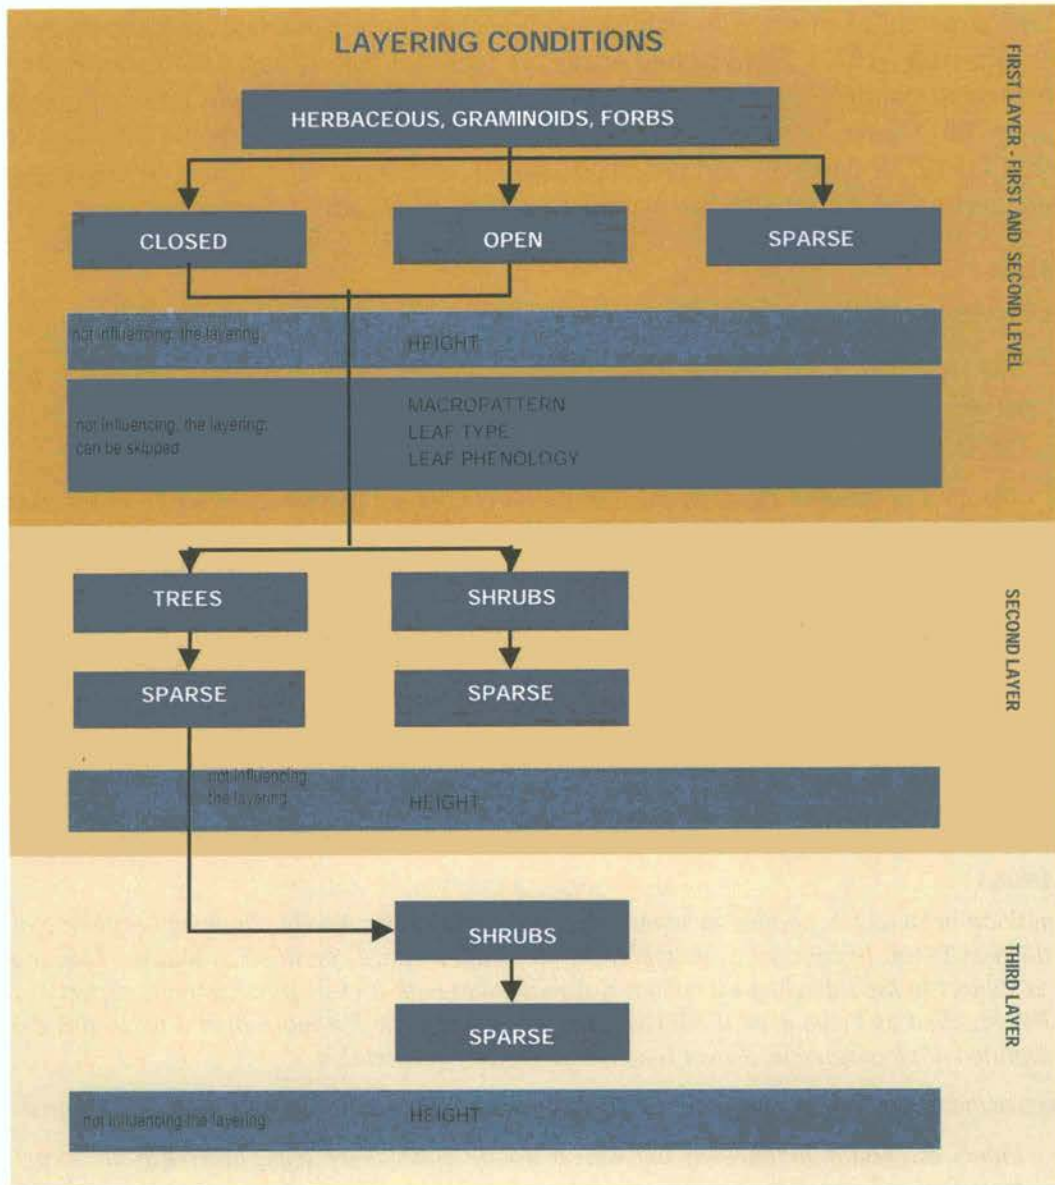 LAYERING CONDITIONS
HERBACEOUS, GRAMINOIDS, FORBS
CLOSED
OPEN
SPARSE
not influencing, the layering
HEIGHT
not influencing, the layering;
can be skipped
MACROPATTERN
LEAF TYPE
LEAF PHENOLOGY
FIRST LAYER - FIRST AND SECOND LEVEL
TREES
SHRUBS
SPARSE
SPARSE
not influencing
the layering
HEIGHT
SECOND LAYER
SHRUBS
SPARSE
not influencing the layering
HEIGHT
THIRD LAYER